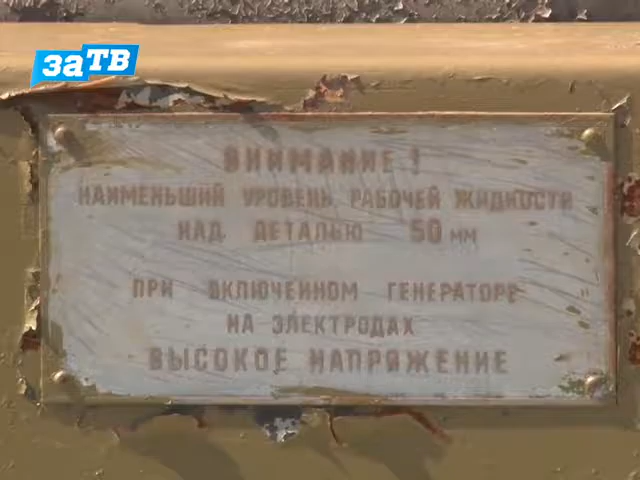 заТВ
ВНИМАНИЕ!
НАИМЕНЬШИЙ УРОВЕНЬ РАБОЧЕЙ ЖИДКОСТИ
НАД ДЕТАЛЬЮ 50 мм
ПРИ ВКЛЮЧЕННОМ ГЕНЕРАТОРЕ
НА ЭЛЕКТРОДАХ
ВЫСОКОЕ НАПРЯЖЕНИЕ